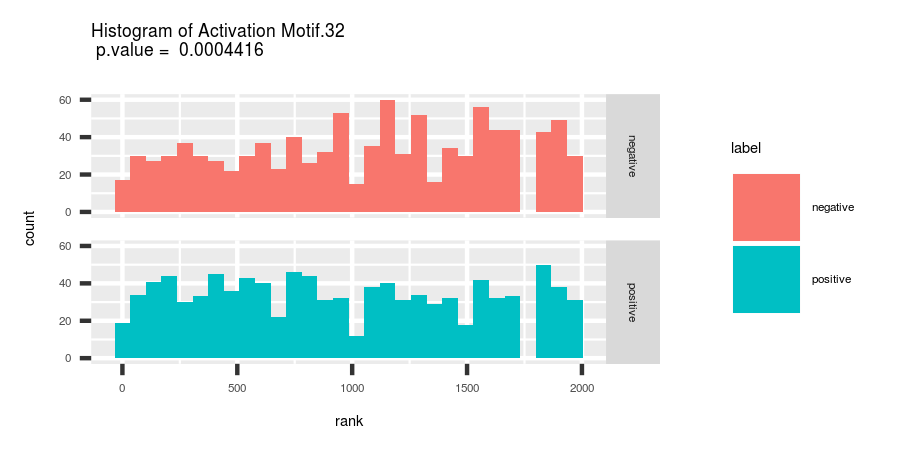 Histogram of Activation Motif.32
p.value = 0.0004416
count
60
40
20
0
negative
60
40
20
0
positive
0 500 1000 1500 2000
rank
label
negative
positive